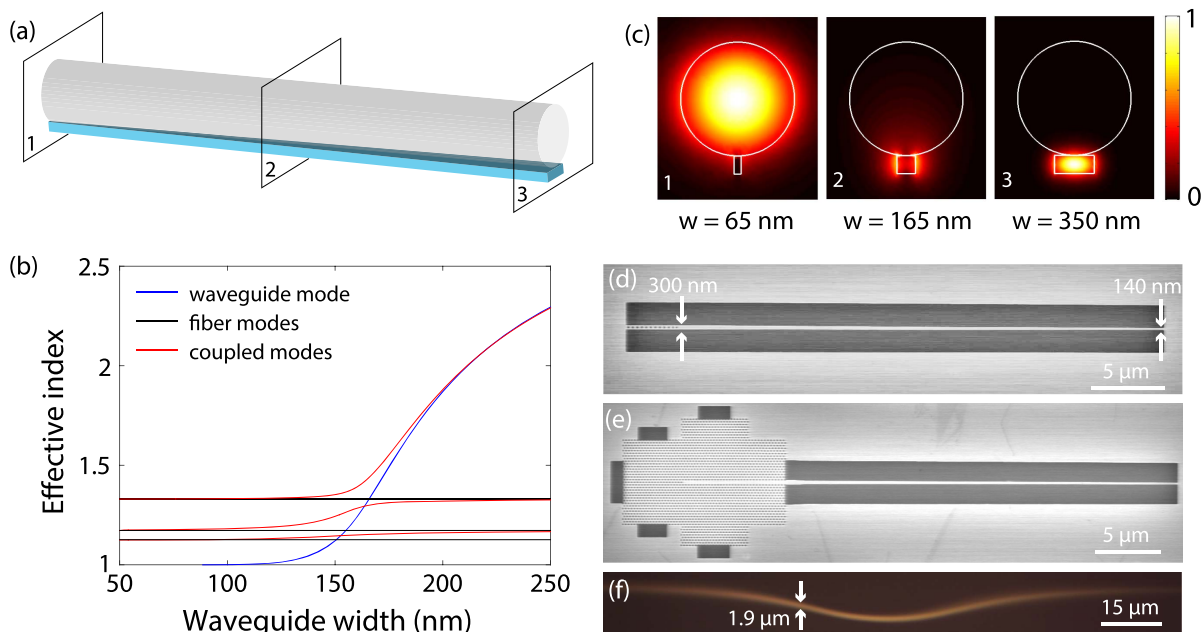 (a)
1
2
3
(b)
2.5
2
1.5
1
Effective index
waveguide mode
fiber modes
coupled modes
50
100
150
200
250
Waveguide width (nm)
(c)
1
0
1
2
3
w = 65 nm
w = 165 nm
w = 350 nm
(d)
300 nm
140 nm
5 μm
(e)
5 μm
(f)
1.9 μm
15 μm